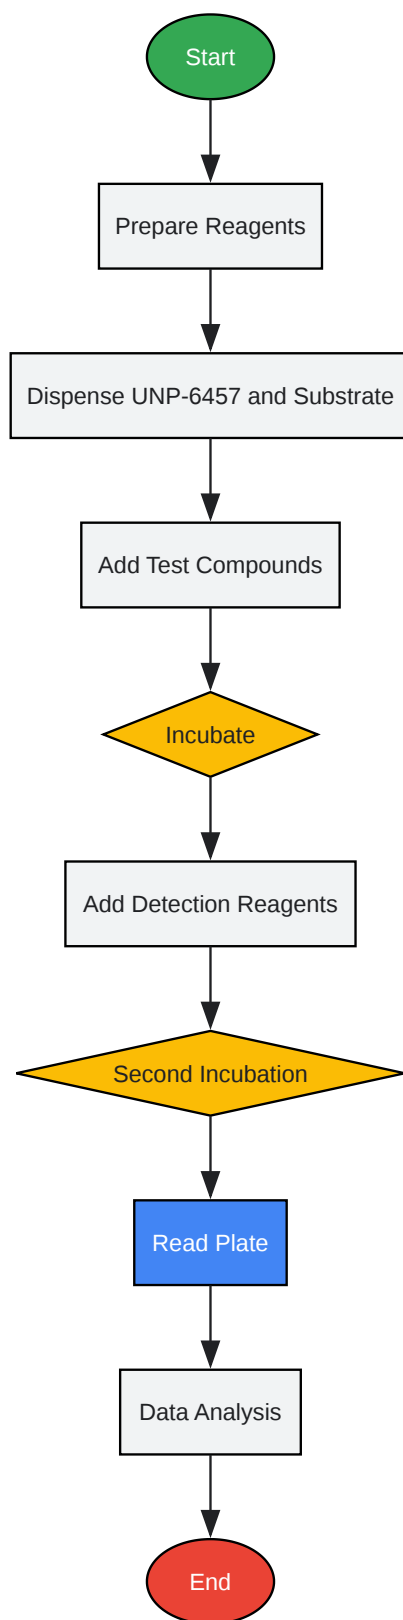 Start
Prepare Reagents
Dispense UNP-6457 and Substrate
Add Test Compounds
Incubate
Add Detection Reagents
Second Incubation
Read Plate
Data Analysis
End